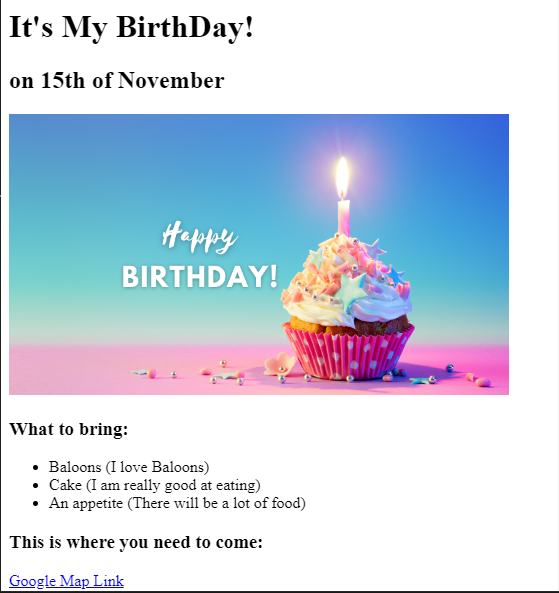 It's My BirthDay!
on 15th of November
Happy
BIRTHDAY!
What to bring:
Baloons (I love Baloons)
Cake (I am really good at eating)
An appetite (There will be a lot of food)
This is where you need to come:
Google Map Link